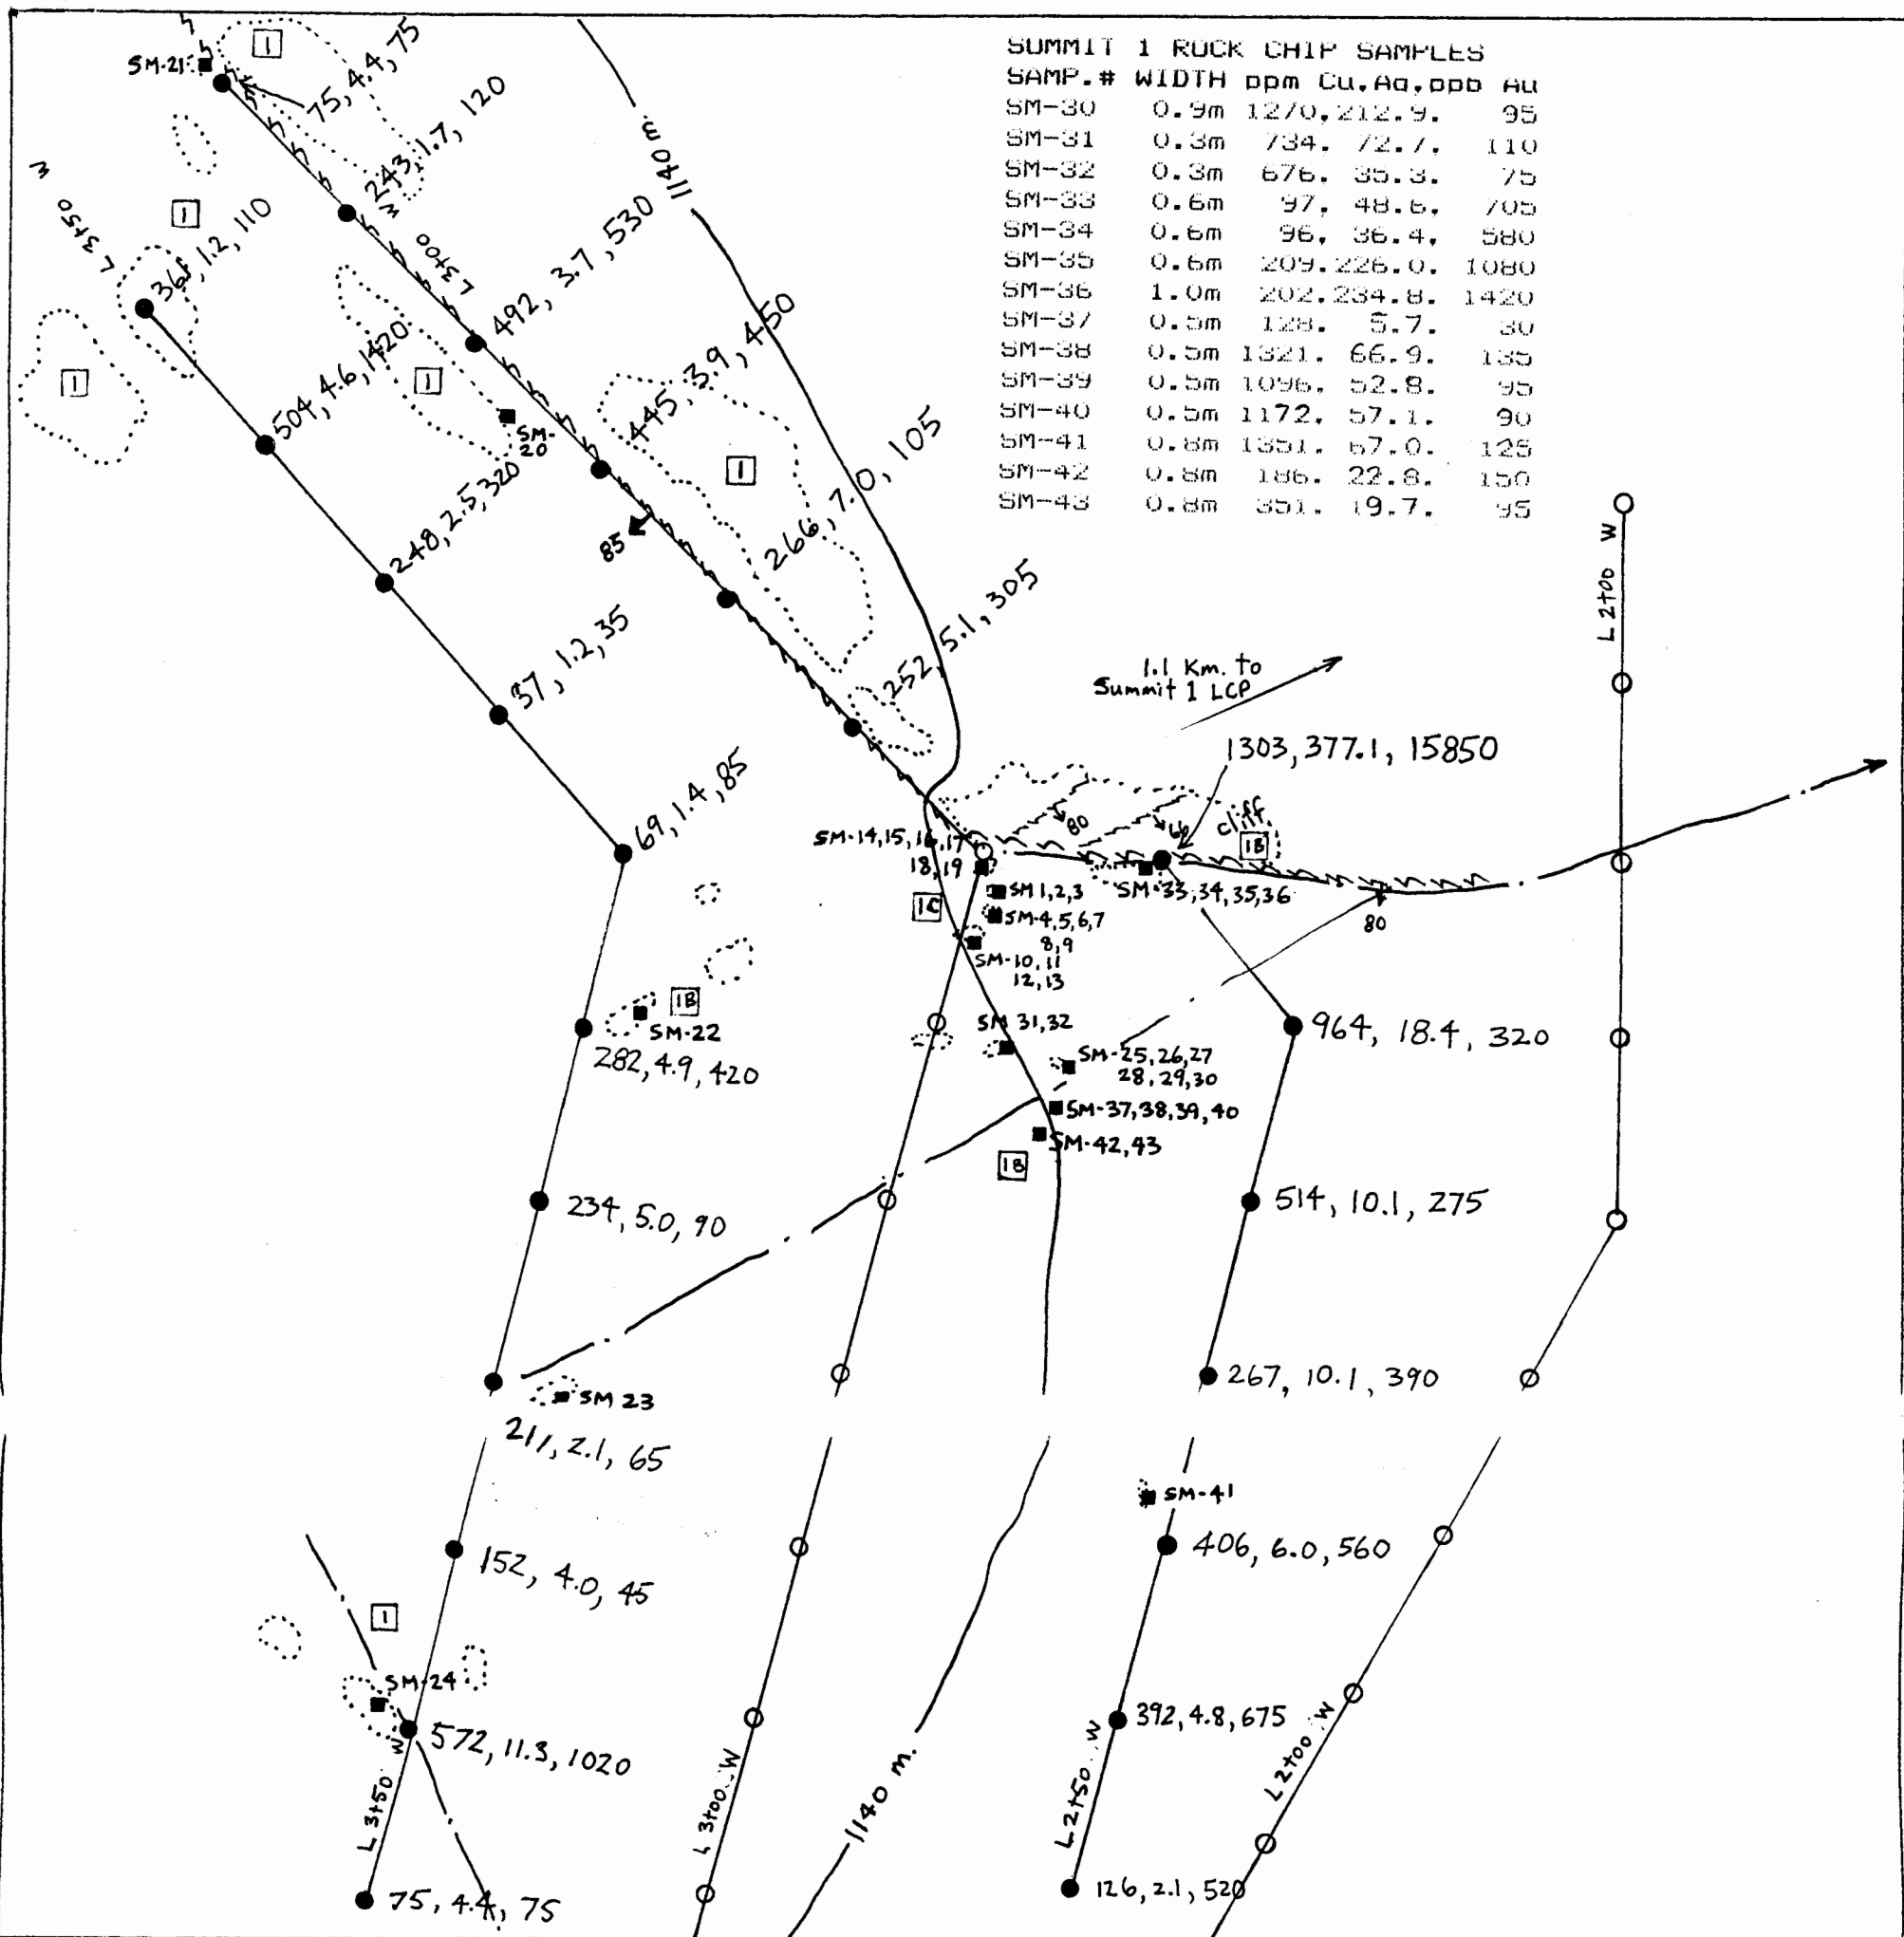 SUMMIT 1 ROCK CHIP SAMPLES
SAMP.# WIDTH ppm Cu,Ag,ppb Au
SM-30 0.9m 1270,212.9, 95
SM-31 0.3m 734, 72.7, 110
SM-32 0.3m 676, 35.3, 75
SM-33 0.6m 97, 48.6, 705
SM-34 0.6m 96, 36.4, 580
SM-35 0.6m 209,226.0, 1080
SM-36 1.0m 202,234.8, 1420
SM-37 0.5m 128, 5.7, 30
SM-38 0.5m 1321, 66.9, 135
SM-39 0.5m 1096, 52.8, 95
SM-40 0.5m 1172, 57.1, 90
SM-41 0.8m 1351, 67.0, 125
SM-42 0.8m 186, 22.8, 150
SM-43 0.8m 351, 19.7, 95
SM-21
1
75, 4.4, 75
243, 1.7, 120
1140 m
L 3+50 W
1
361, 1.2, 110
L 3+00 W
492, 3.7, 530
1
504, 4.6, 1420
1
SM-
20
445, 3.9, 450
1
248, 2.5, 320
85
266, 7.0, 105
37, 1.2, 35
252, 5.1, 305
L 2+00 W
1.1 Km. to
Summit 1 LCP
1303, 377.1, 15850
69, 1.4, 85
SM-14,15,16,17
18,19
80
66
cliff
1B
SM 1,2,3
SM-33,34,35,36
1C
SM-4,5,6,7
8,9
80
SM-10,11
12,13
1B
SM-22
282, 4.9, 420
SM 31,32
964, 18.4, 320
SM-25,26,27
28,29,30
SM-37,38,39,40
SM-42,43
1B
234, 5.0, 90
514, 10.1, 275
SM 23
211, 2.1, 65
267, 10.1, 390
SM-41
152, 4.0, 45
406, 6.0, 560
1
SM-24
572, 11.3, 1020
392, 4.8, 675
L 3+50 W
L 3+00 W
1140 m.
L 2+50 W
L 2+00 W
75, 4.4, 75
126, 2.1, 520